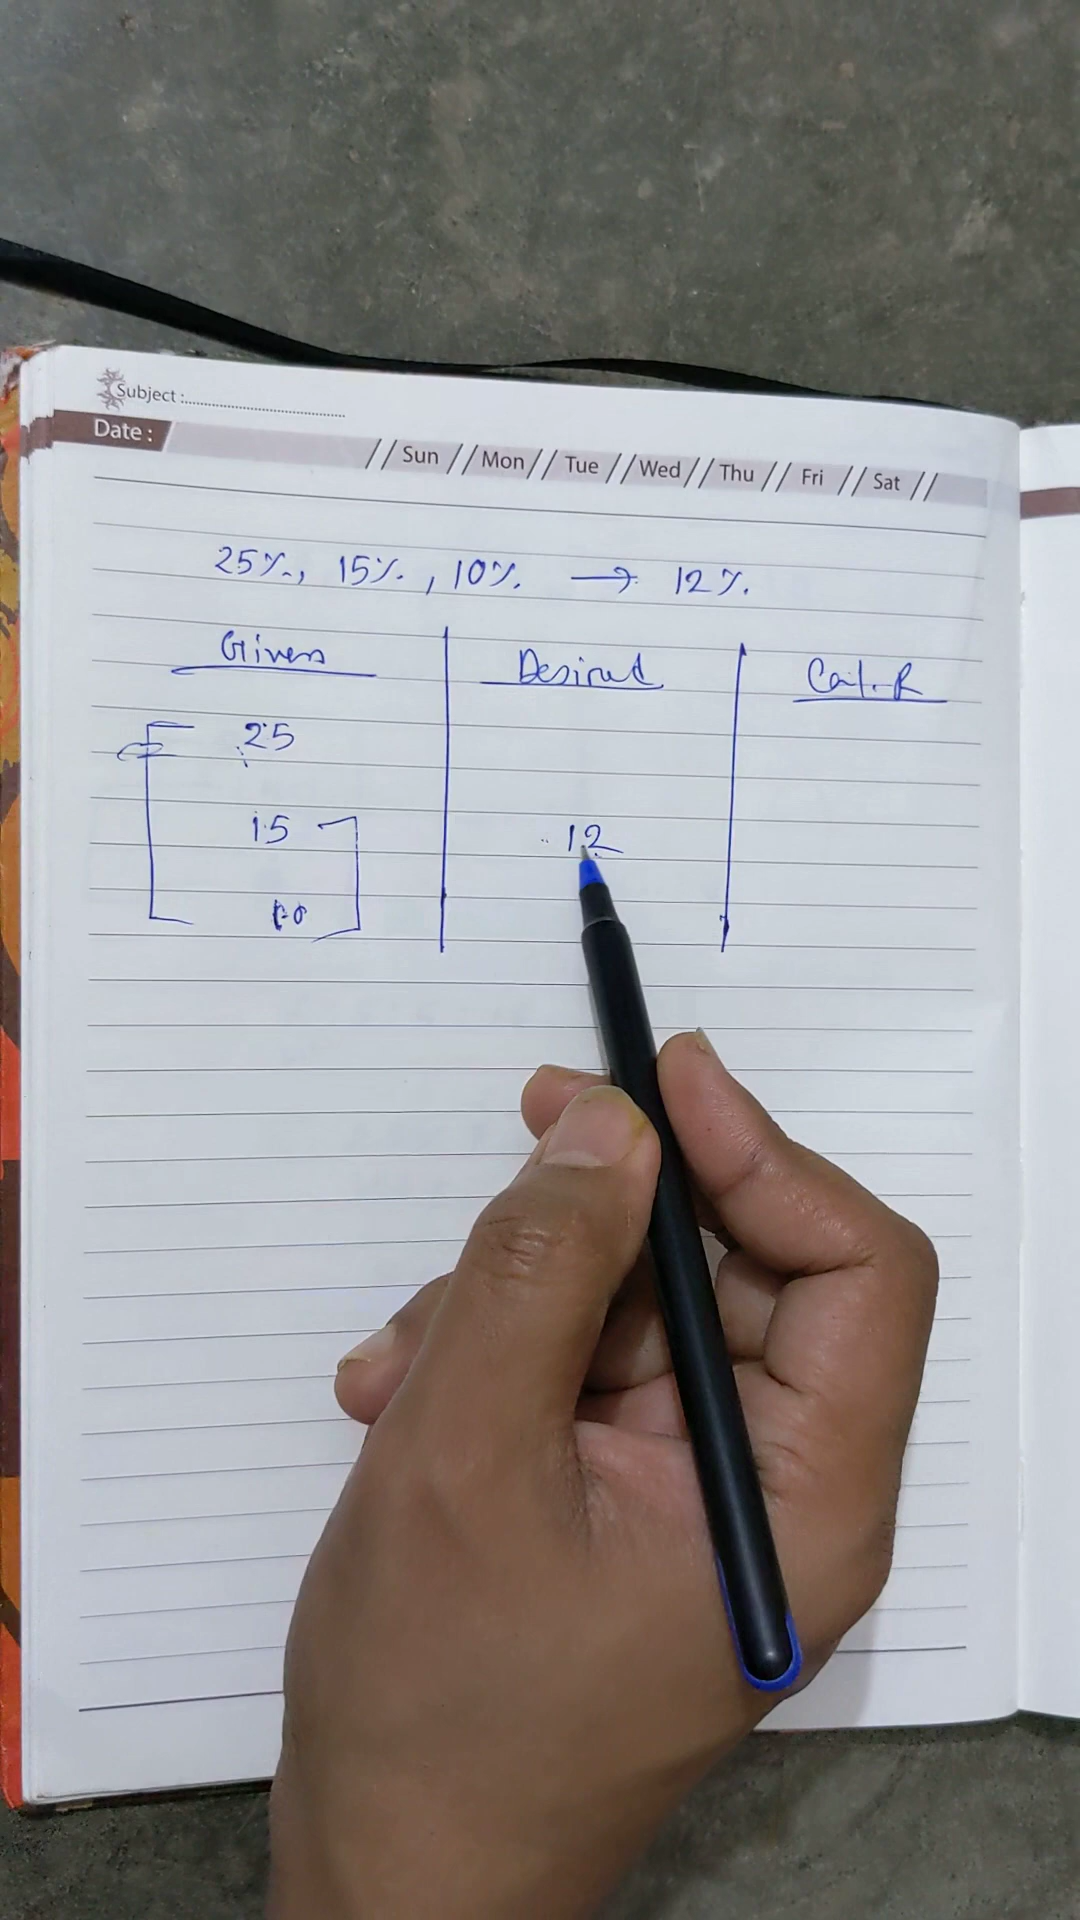 Subject :
Date :
// Sun // Mon // Tue // Wed // Thu // Fri // Sat //
25%, 15%, 10% → 12%
Given Desired
25
15 12
10